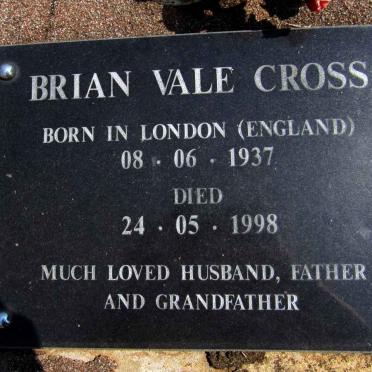 BRIAN VALE CROSS
BORN IN LONDON (ENGLAND)
08 · 06 · 1937
DIED
24 · 05 · 1998
MUCH LOVED HUSBAND, FATHER
AND GRANDFATHER